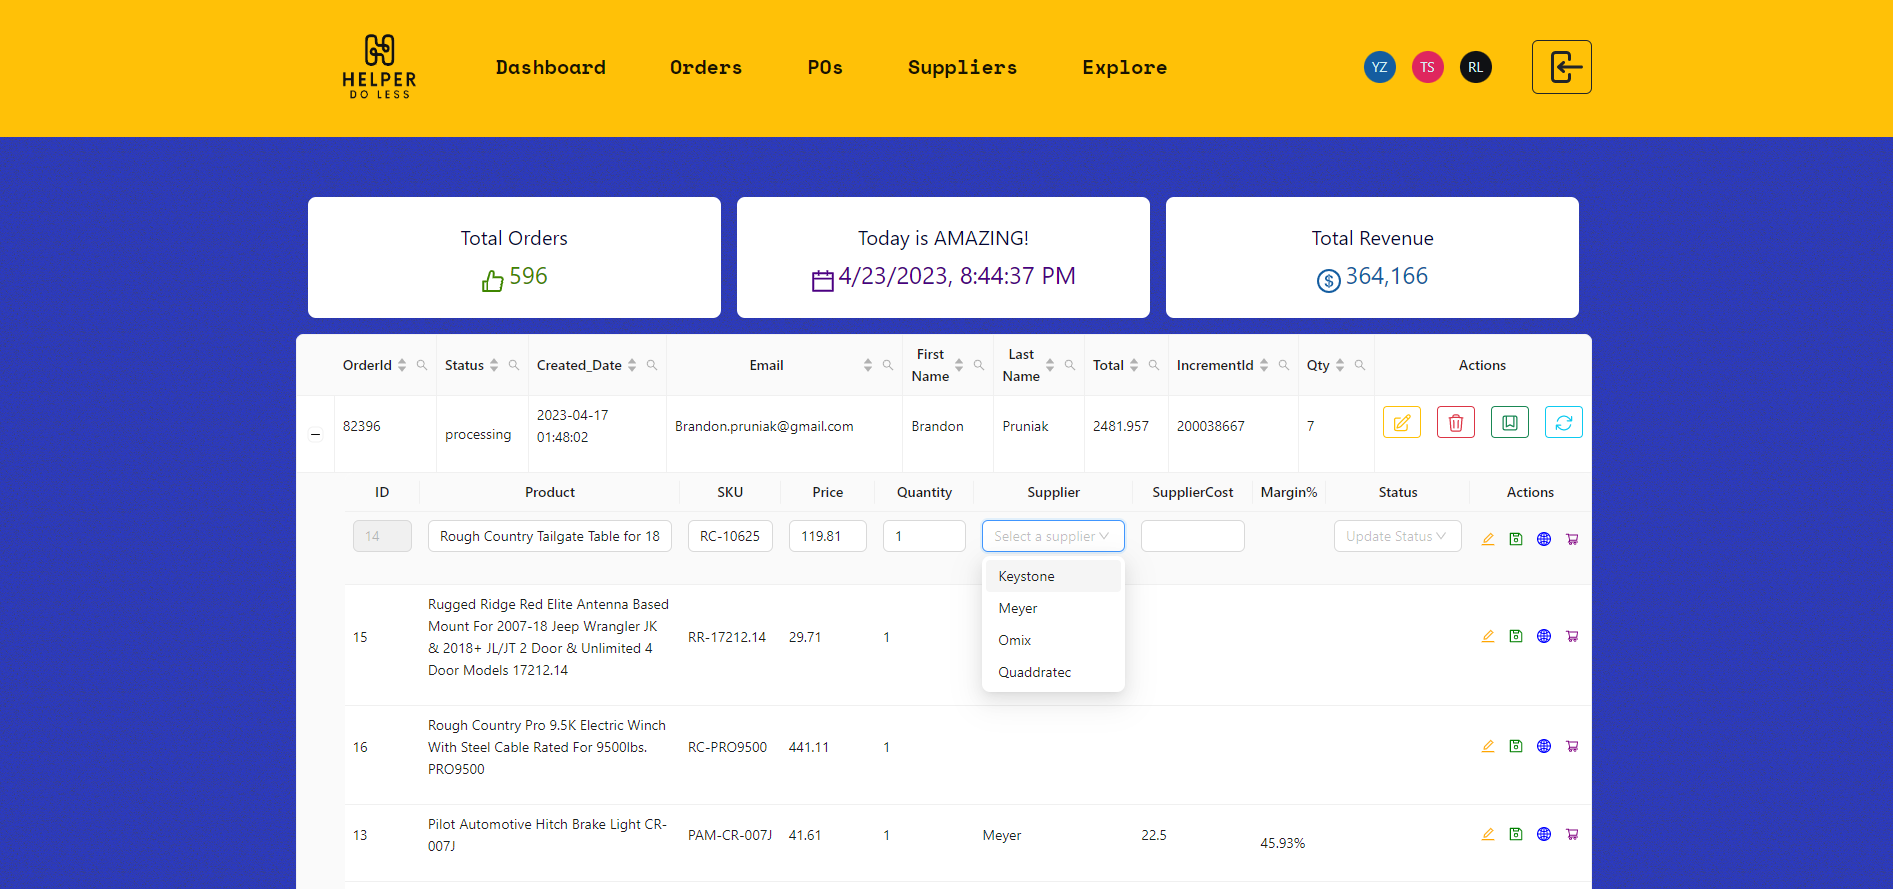 HELPER
DO LESS
Dashboard Orders POs Suppliers Explore
YZ TS RL
Total Orders
596
Today is AMAZING!
4/23/2023, 8:44:37 PM
Total Revenue
364,166
OrderId Status Created_Date Email First Name Last Name Total IncrementId Qty Actions
82396 processing 2023-04-17 01:48:02 Brandon.pruniak@gmail.com Brandon Pruniak 2481.957 200038667 7
ID Product SKU Price Quantity Supplier SupplierCost Margin% Status Actions
14 Rough Country Tailgate Table for 18 RC-10625 119.81 1 Select a supplier Update Status
Keystone
Meyer
Omix
Quaddratec
Rugged Ridge Red Elite Antenna Based
Mount For 2007-18 Jeep Wrangler JK
15 RR-17212.14 29.71 1
& 2018+ JL/JT 2 Door & Unlimited 4
Door Models 17212.14
Rough Country Pro 9.5K Electric Winch
16 With Steel Cable Rated For 9500lbs. RC-PRO9500 441.11 1
PRO9500
Pilot Automotive Hitch Brake Light CR-
13 PAM-CR-007J 41.61 1 Meyer 22.5 45.93%
007J